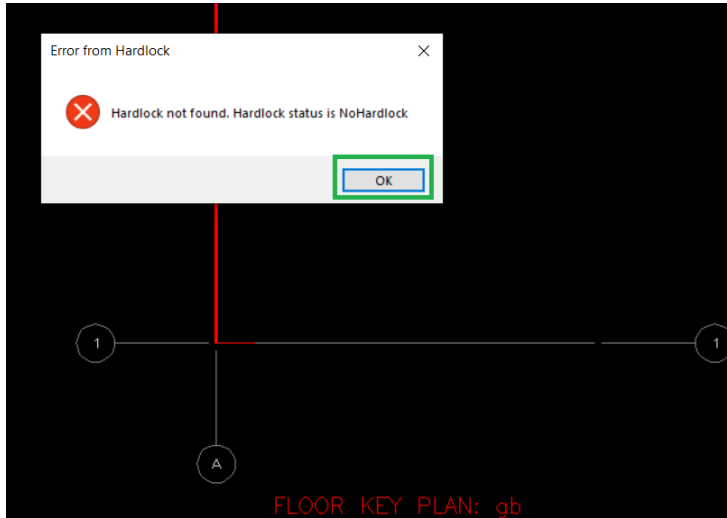 Error from Hardlock
Hardlock not found. Hardlock status is NoHardlock
OK
1
1
A
FLOOR KEY PLAN: gb